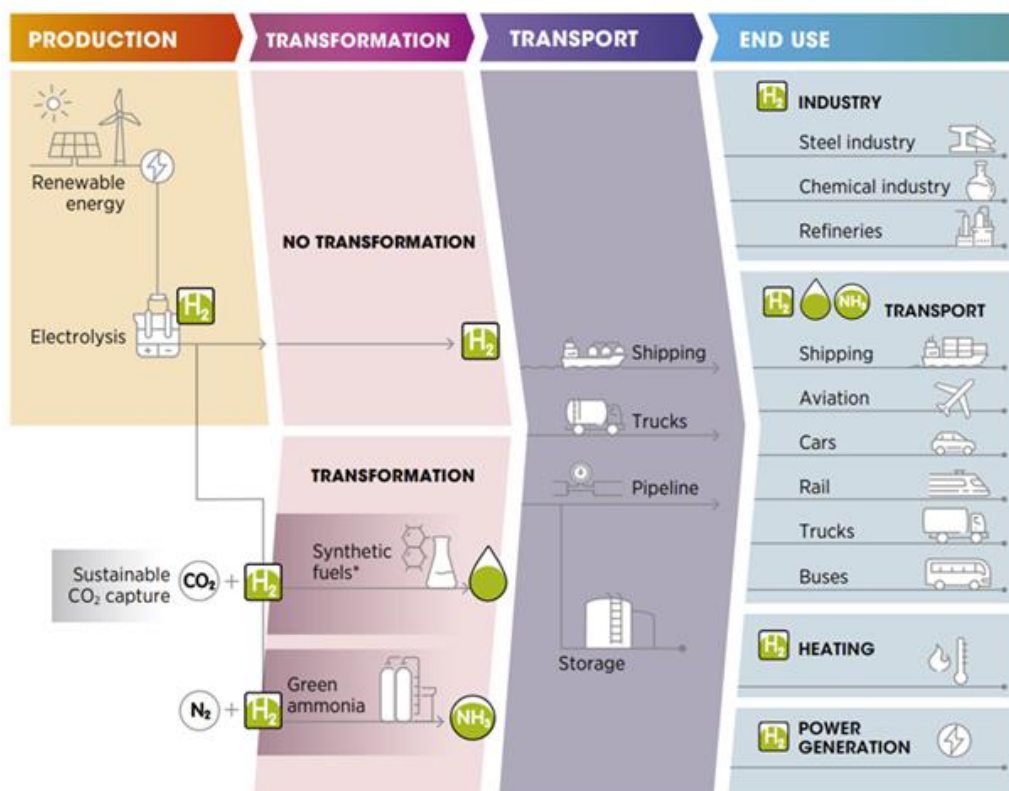 PRODUCTION
TRANSFORMATION
TRANSPORT
END USE
Renewable
energy
H₂
Electrolysis
+ −
NO TRANSFORMATION
H₂
TRANSFORMATION
Sustainable
CO₂ capture
CO₂ + H₂
Synthetic
fuels*
N₂ + H₂
Green
ammonia
NH₃
Shipping
Trucks
Pipeline
Storage
H₂ INDUSTRY
Steel industry
Chemical industry
Refineries
H₂ NH₃ TRANSPORT
Shipping
Aviation
Cars
Rail
Trucks
Buses
H₂ HEATING
H₂ POWER
GENERATION